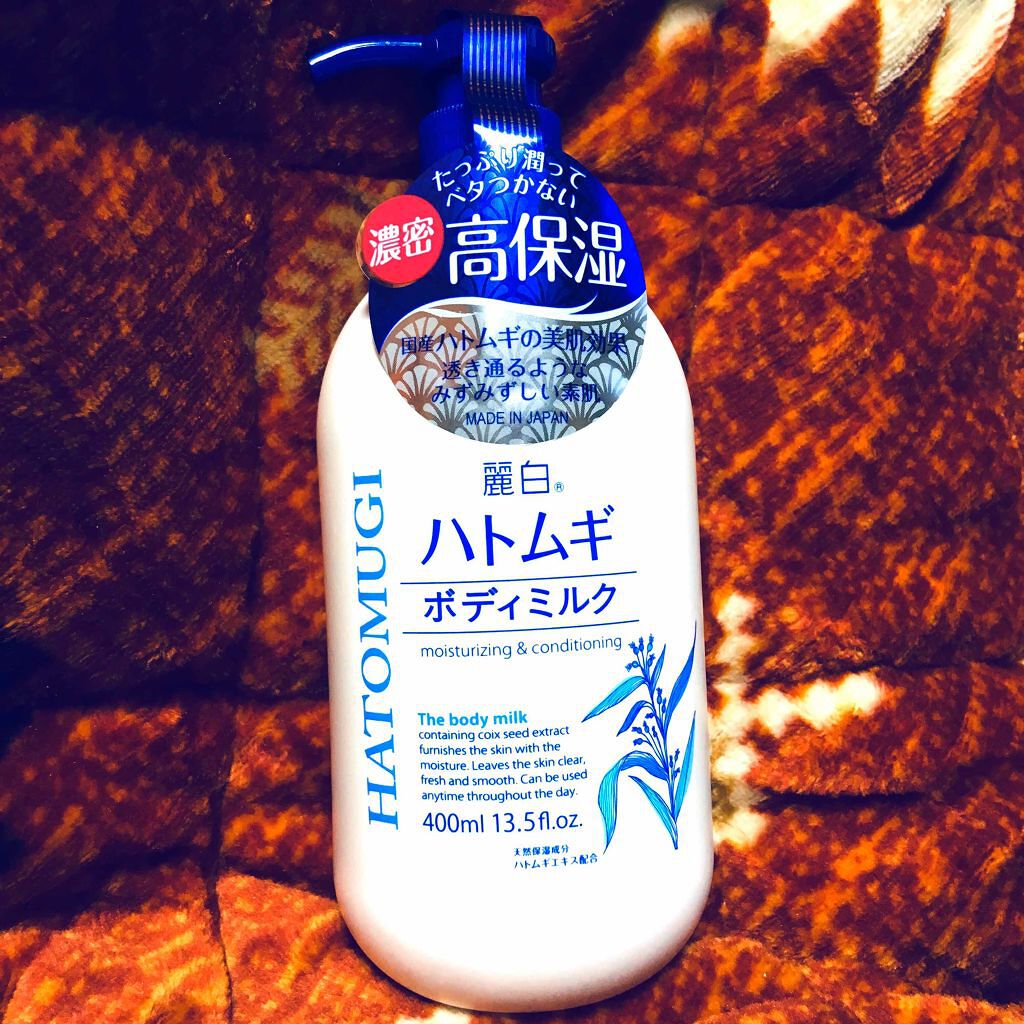 たっぷり潤って
ベタつかない
濃密
高保湿
国産ハトムギの美肌効果
透き通るような
みずみずしい素肌
MADE IN JAPAN
麗白®
ハトムギ
ボディミルク
moisturizing & conditioning
HATOMUGI
The body milk
containing coix seed extract
furnishes the skin with the
moisture. Leaves the skin clear,
fresh and smooth. Can be used
anytime throughout the day.
400ml 13.5fl.oz.
天然保湿成分
ハトムギエキス配合